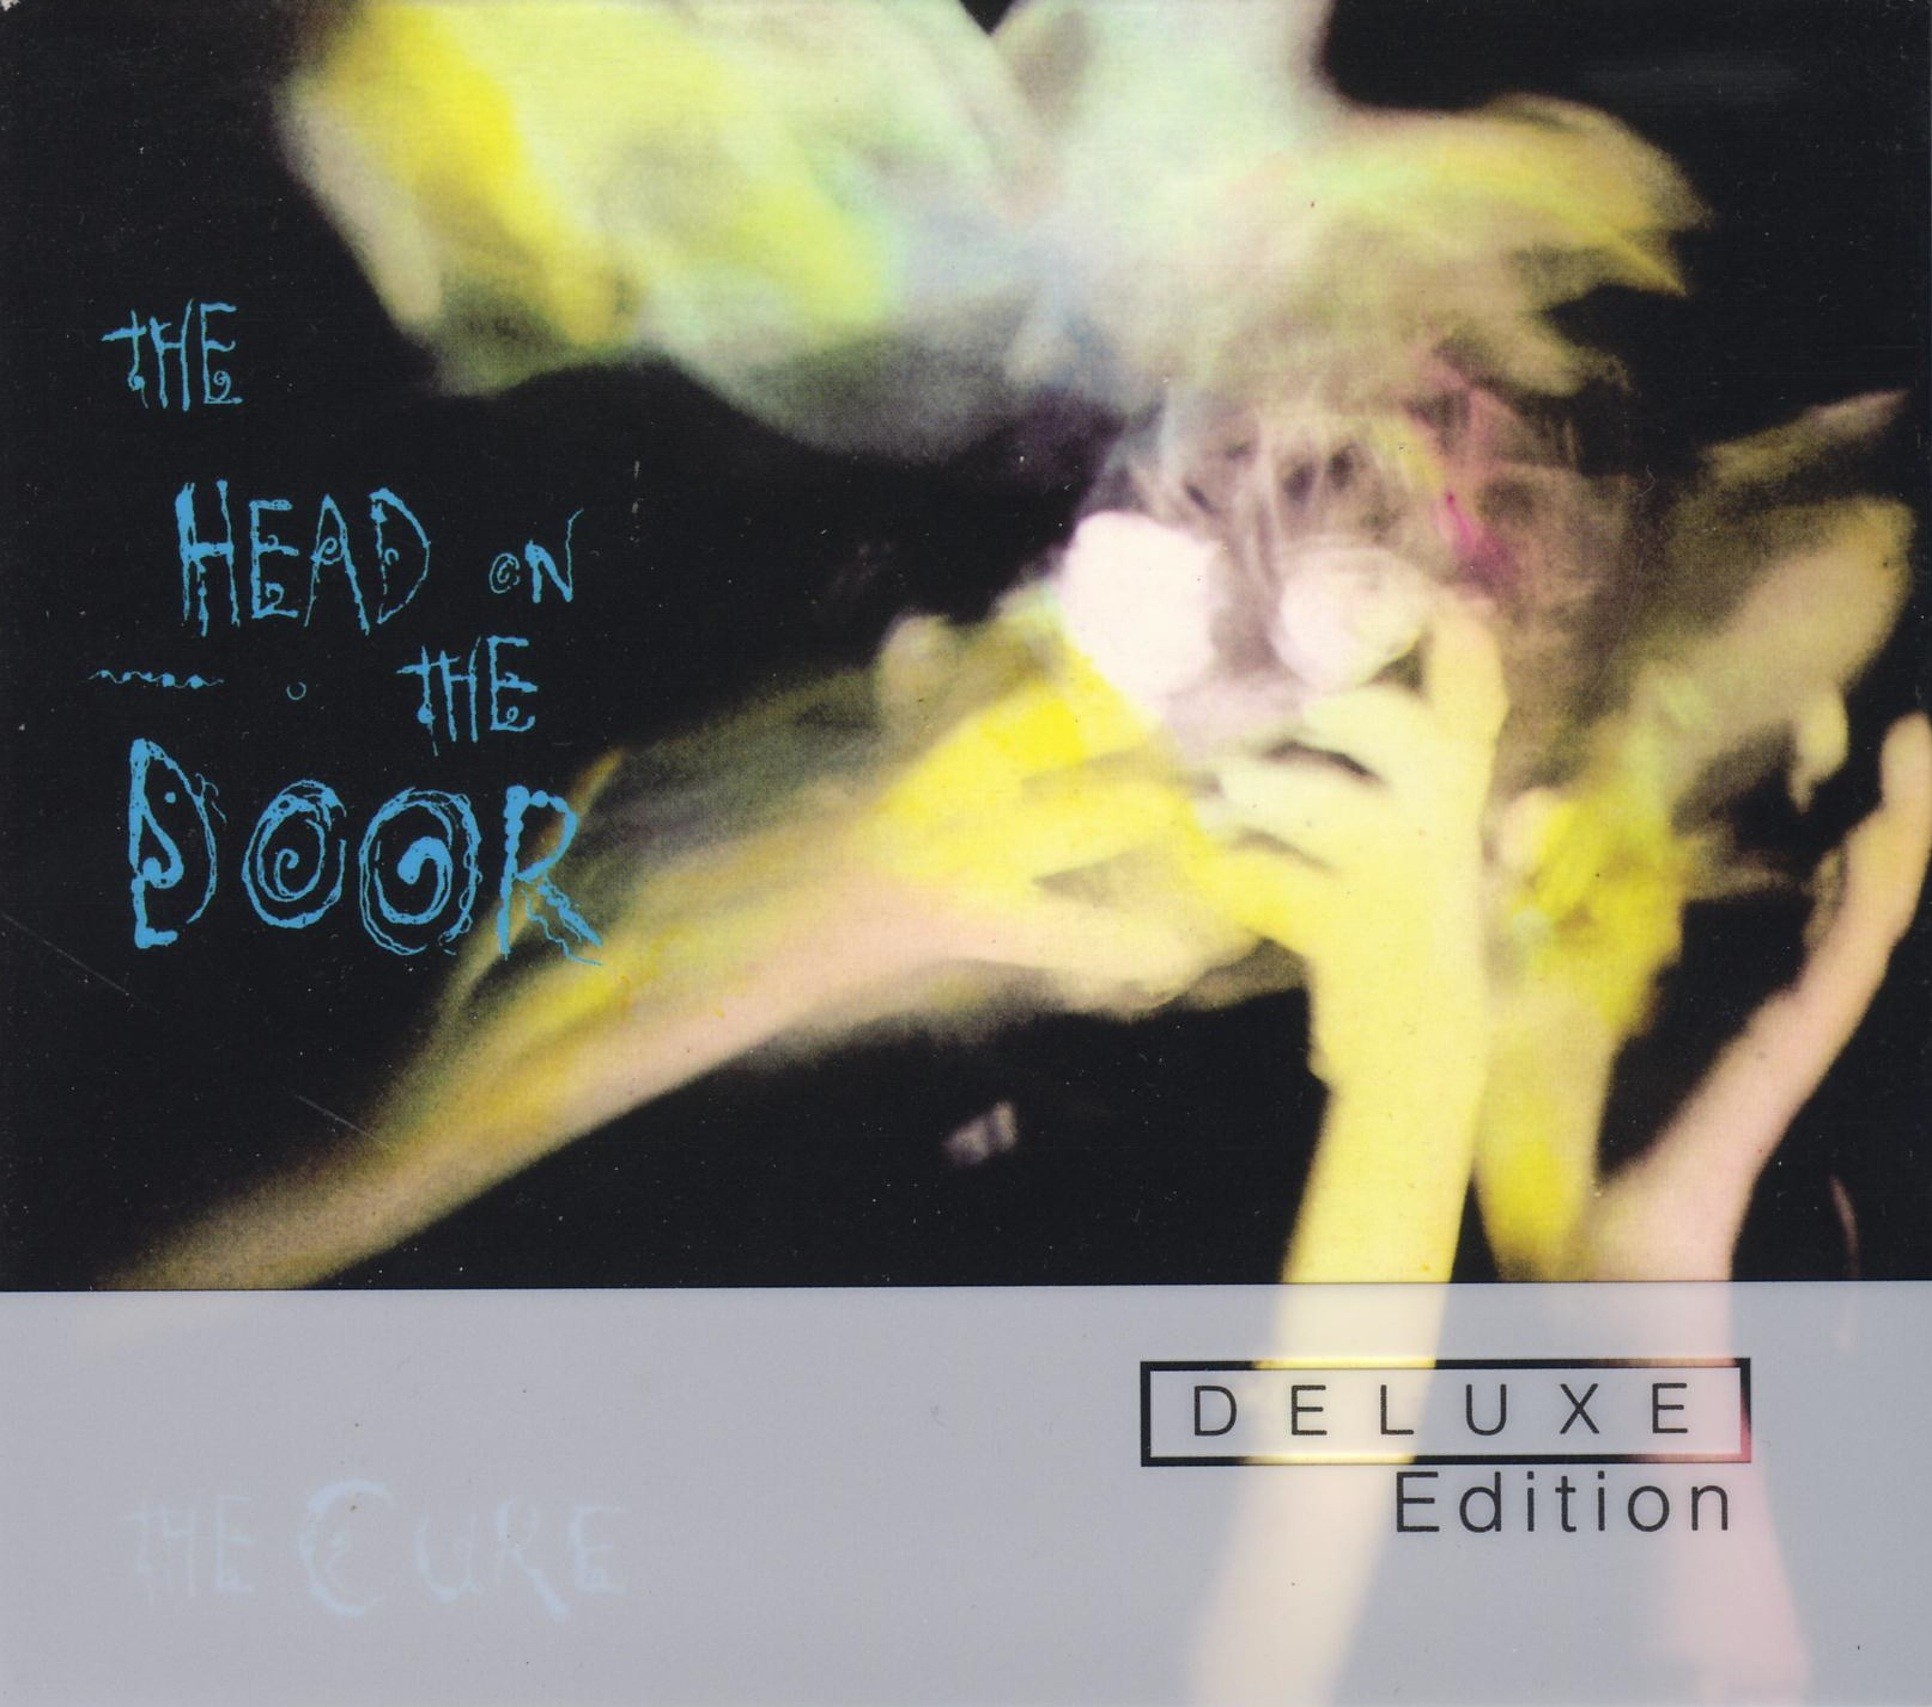 THE
HEAD ON
THE
DOOR
DELUXE
Edition
THE CURE